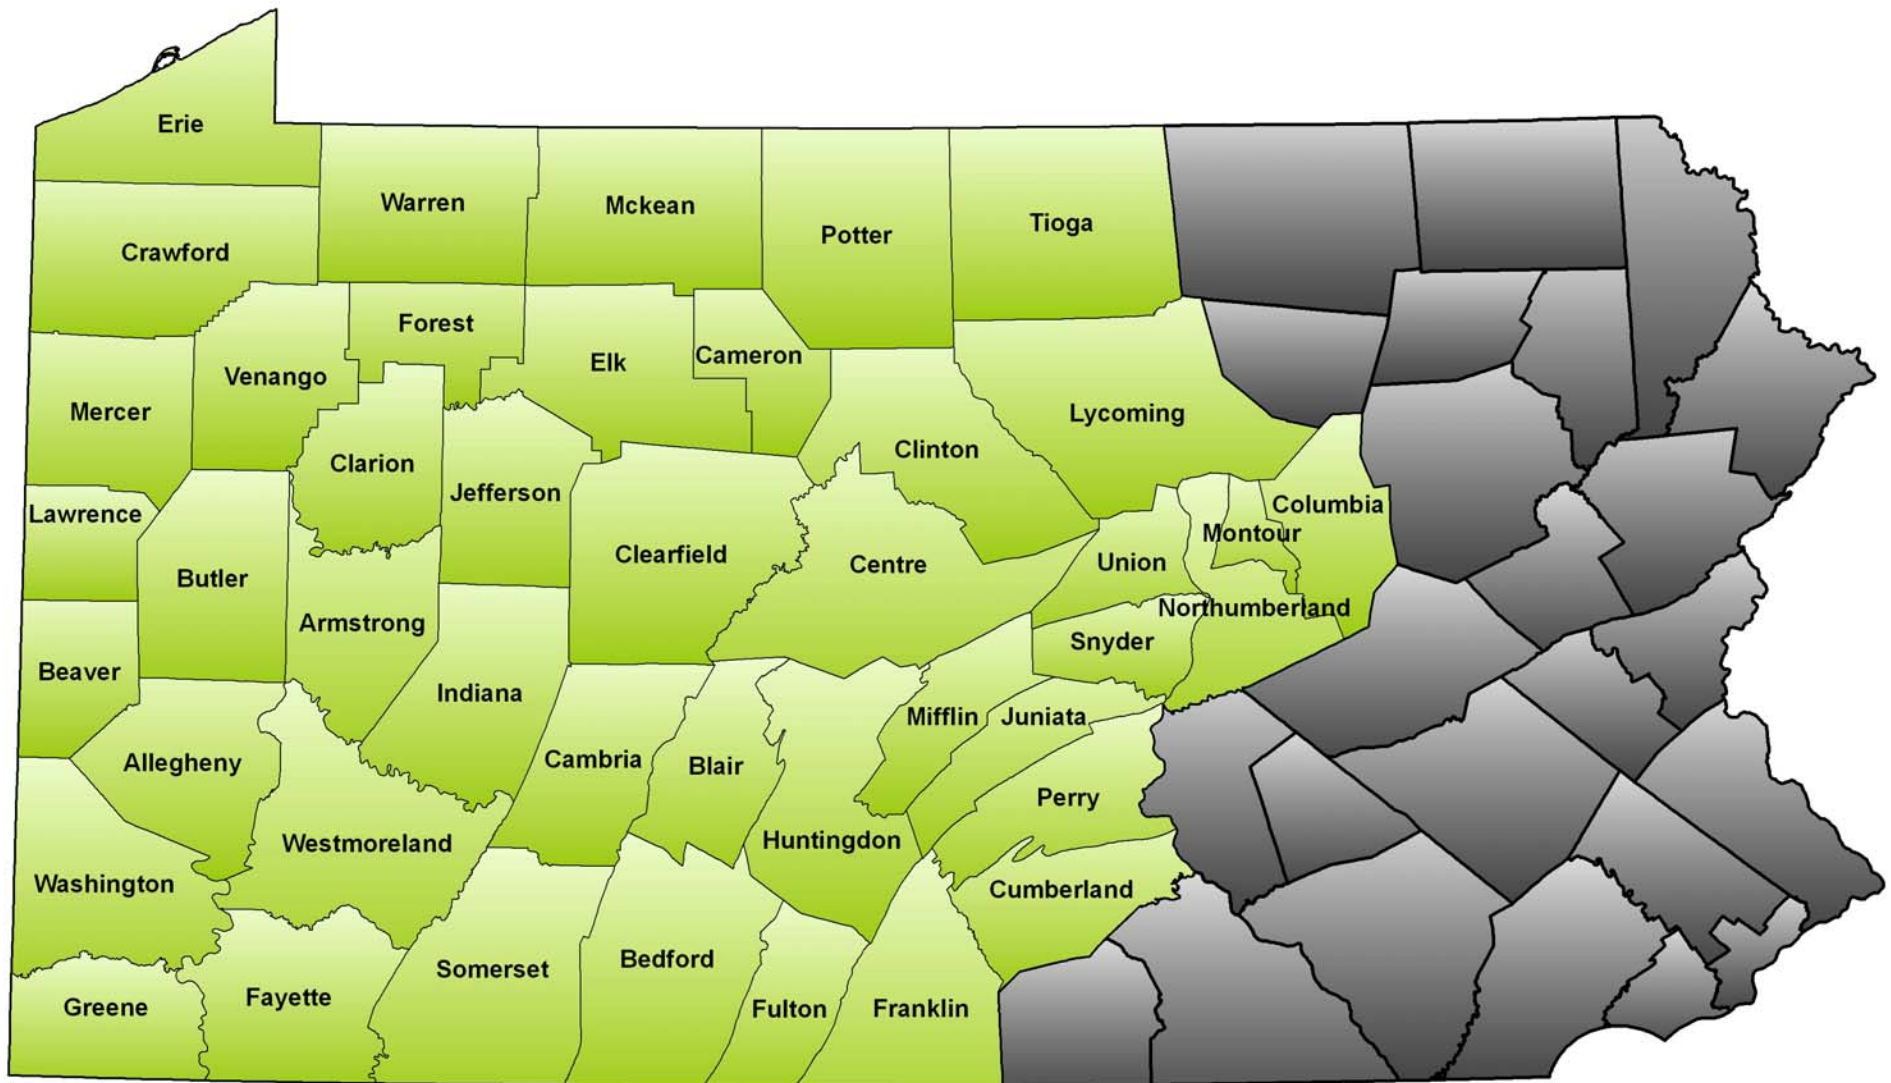 Erie
Warren
Mckean
Potter
Tioga
Crawford
Forest
Elk
Cameron
Venango
Mercer
Lycoming
Clinton
Clarion
Jefferson
Columbia
Lawrence
Montour
Clearfield
Centre
Union
Butler
Northumberland
Armstrong
Snyder
Beaver
Indiana
Mifflin
Juniata
Allegheny
Cambria
Blair
Perry
Huntingdon
Westmoreland
Washington
Cumberland
Bedford
Somerset
Fayette
Greene
Fulton
Franklin